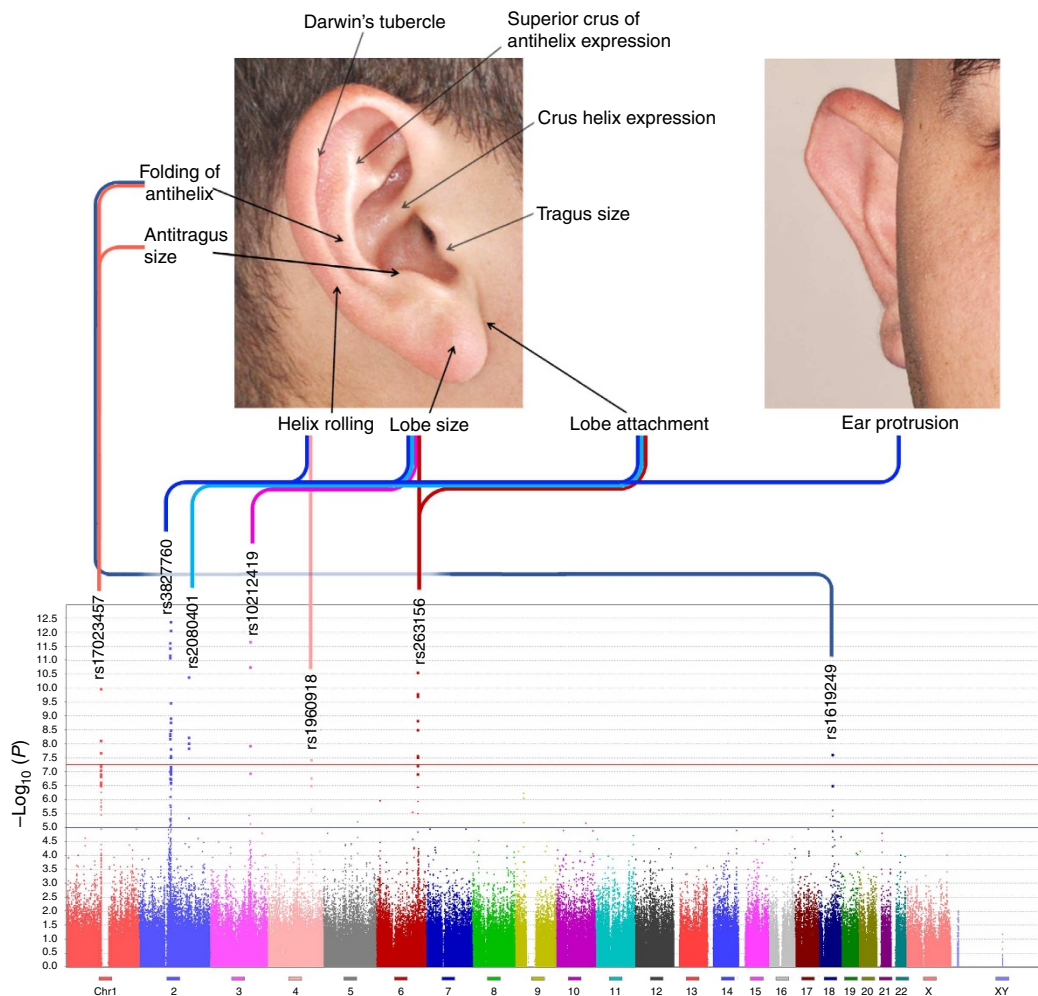 Darwin's tubercle
Superior crus of
antihelix expression
Crus helix expression
Folding of
antihelix
Tragus size
Antitragus
size
Helix rolling
Lobe size
Lobe attachment
Ear protrusion
rs17023457
rs3827760
rs2080401
rs10212419
rs1960918
rs263156
rs1619249
−Log10 (P)
12.5
12.0
11.5
11.0
10.5
10.0
9.5
9.0
8.5
8.0
7.5
7.0
6.5
6.0
5.5
5.0
4.5
4.0
3.5
3.0
2.5
2.0
1.5
1.0
0.5
0.0
Chr1 2 3 4 5 6 7 8 9 10 11 12 13 14 15 16 17 18 19 20 21 22 X XY